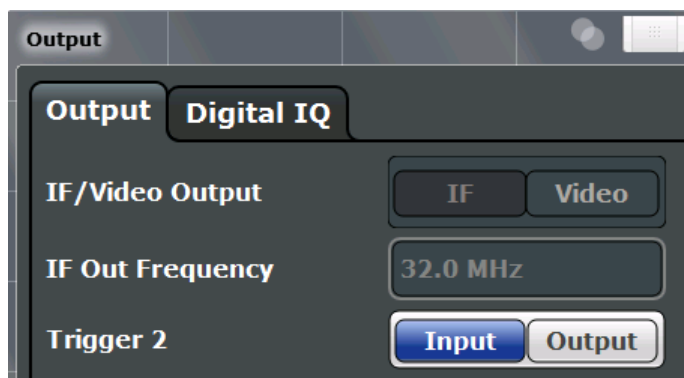 Output
Output Digital IQ
IF/Video Output IF Video
IF Out Frequency 32.0 MHz
Trigger 2 Input Output